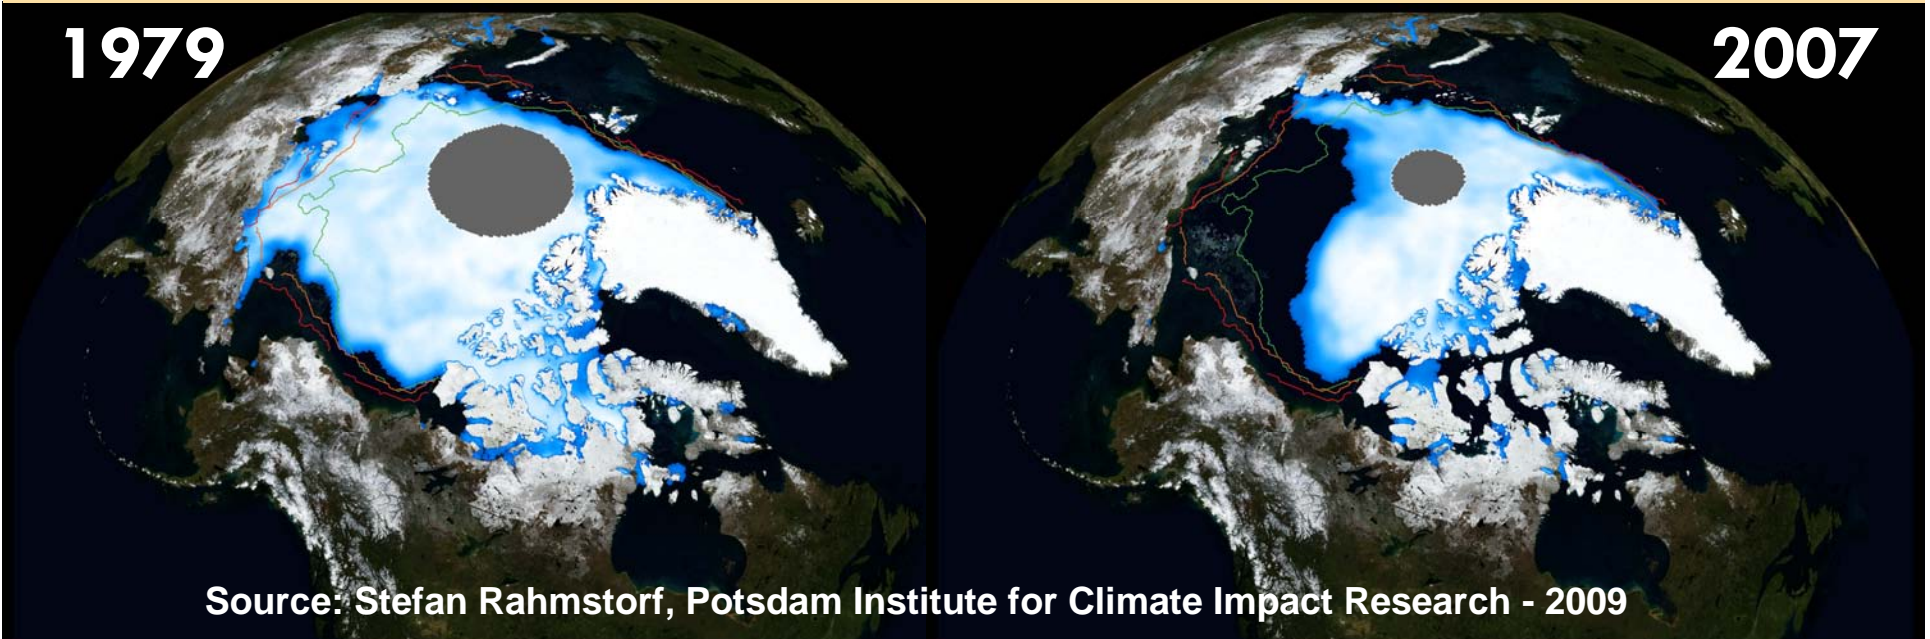 1979
2007
Source: Stefan Rahmstorf, Potsdam Institute for Climate Impact Research - 2009